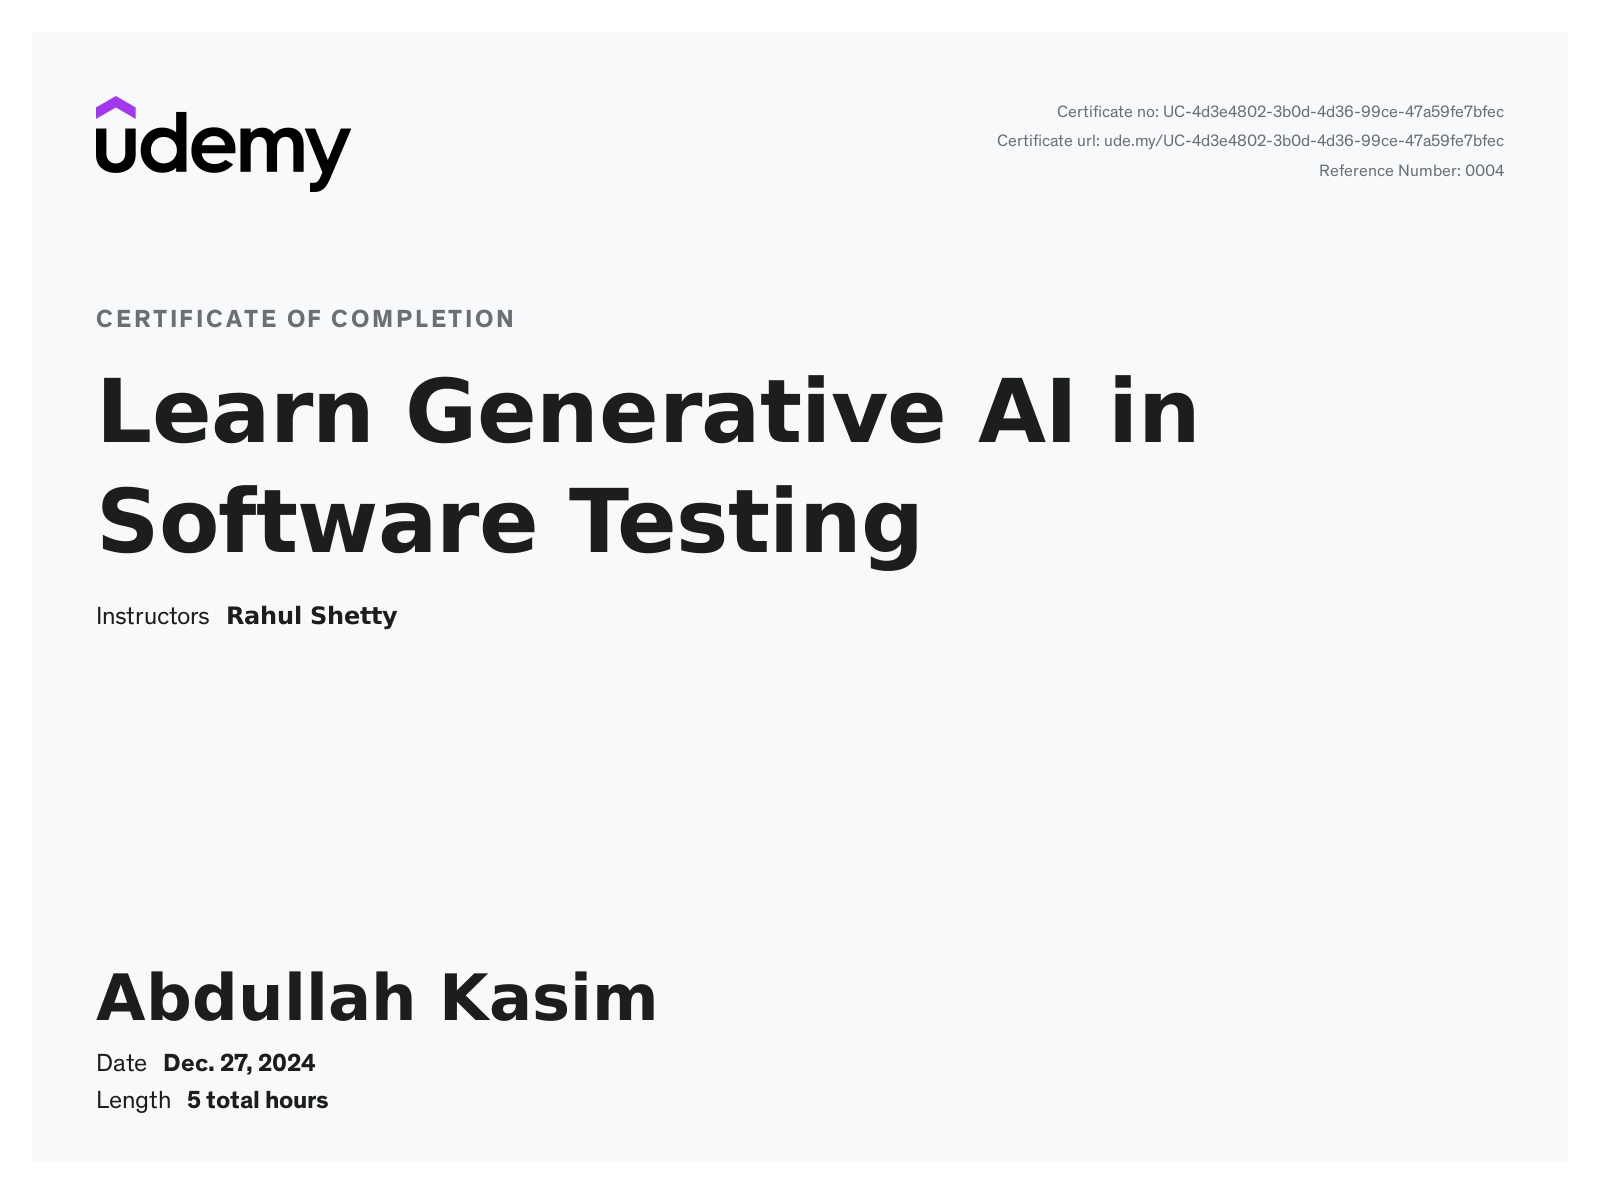 udemy
Certificate no: UC-4d3e4802-3b0d-4d36-99ce-47a59fe7bfec
Certificate url: ude.my/UC-4d3e4802-3b0d-4d36-99ce-47a59fe7bfec
Reference Number: 0004
CERTIFICATE OF COMPLETION
Learn Generative AI in
Software Testing
Instructors Rahul Shetty
Abdullah Kasim
Date Dec. 27, 2024
Length 5 total hours